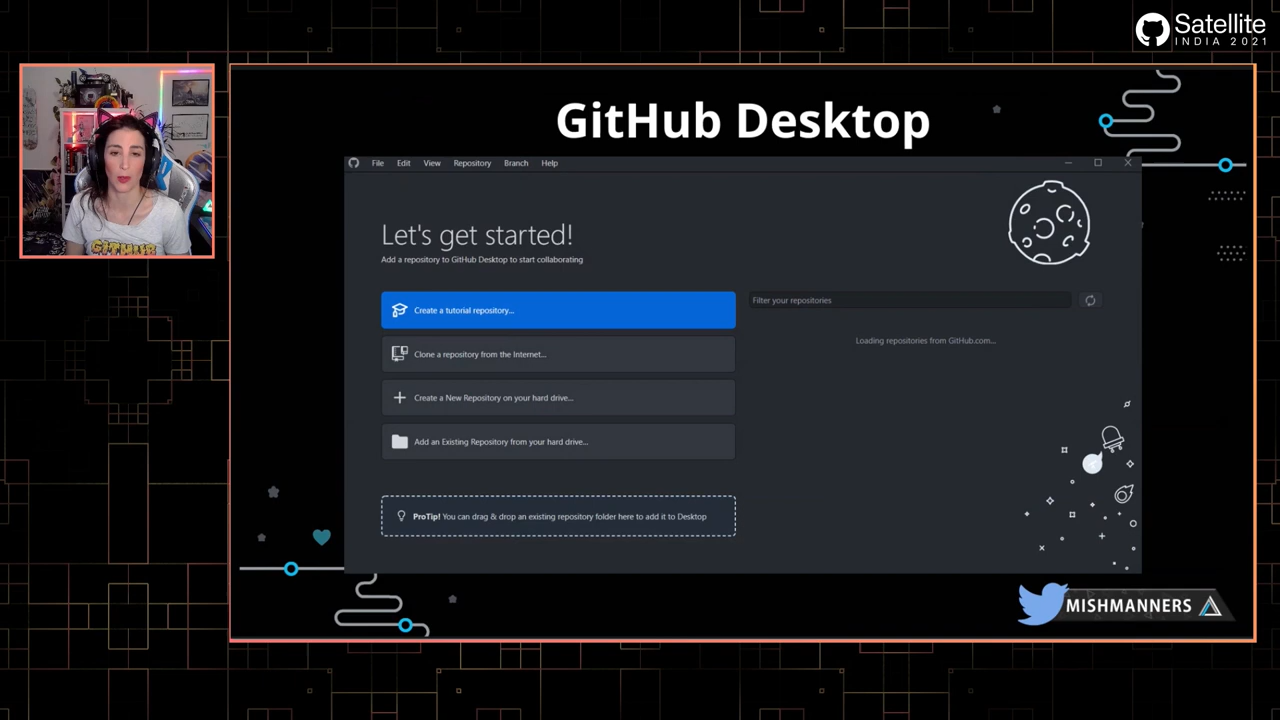 Satellite
INDIA 2021
GitHub Desktop
File Edit View Repository Branch Help
Let's get started!
Add a repository to GitHub Desktop to start collaborating
Create a tutorial repository...
Filter your repositories
Loading repositories from GitHub.com...
Clone a repository from the Internet...
Create a New Repository on your hard drive...
Add an Existing Repository from your hard drive...
ProTip! You can drag & drop an existing repository folder here to add it to Desktop
GITHUB
MISHMANNERS